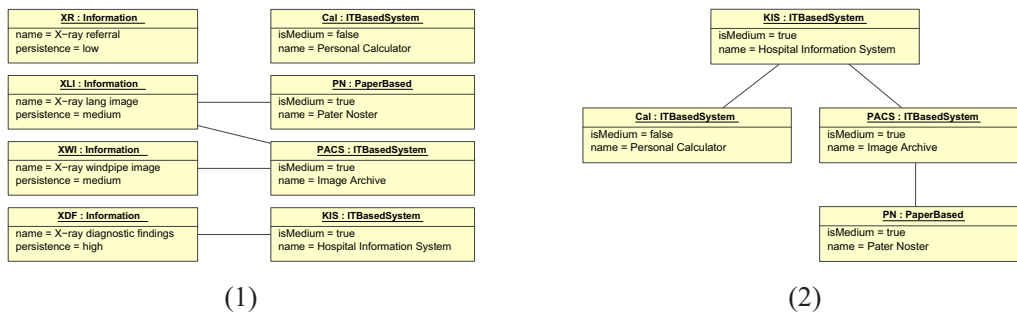 XR : Information
name = X−ray referral
persistence = low
Cal : ITBasedSystem
isMedium = false
name = Personal Calculator
XLI : Information
name = X−ray lang image
persistence = medium
PN : PaperBased
isMedium = true
name = Pater Noster
XWI : Information
name = X−ray windpipe image
persistence = medium
PACS : ITBasedSystem
isMedium = true
name = Image Archive
XDF : Information
name = X−ray diagnostic findings
persistence = high
KIS : ITBasedSystem
isMedium = true
name = Hospital Information System
(1)
KIS : ITBasedSystem
isMedium = true
name = Hospital Information System
Cal : ITBasedSystem
isMedium = false
name = Personal Calculator
PACS : ITBasedSystem
isMedium = true
name = Image Archive
PN : PaperBased
isMedium = true
name = Pater Noster
(2)